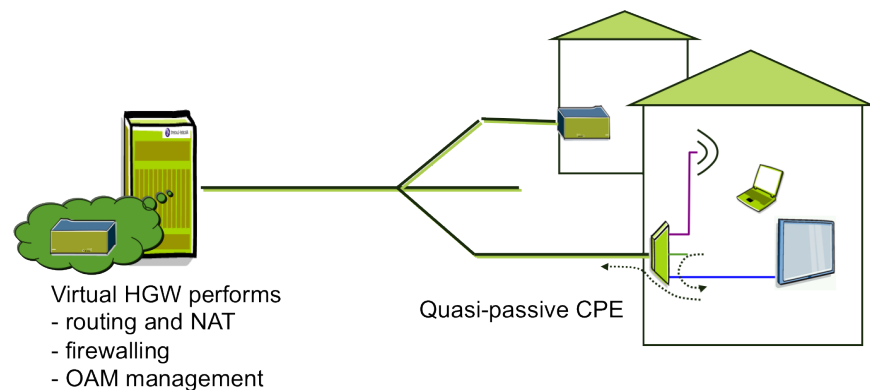 Virtual HGW performs
- routing and NAT
- firewalling
- OAM management
Quasi-passive CPE